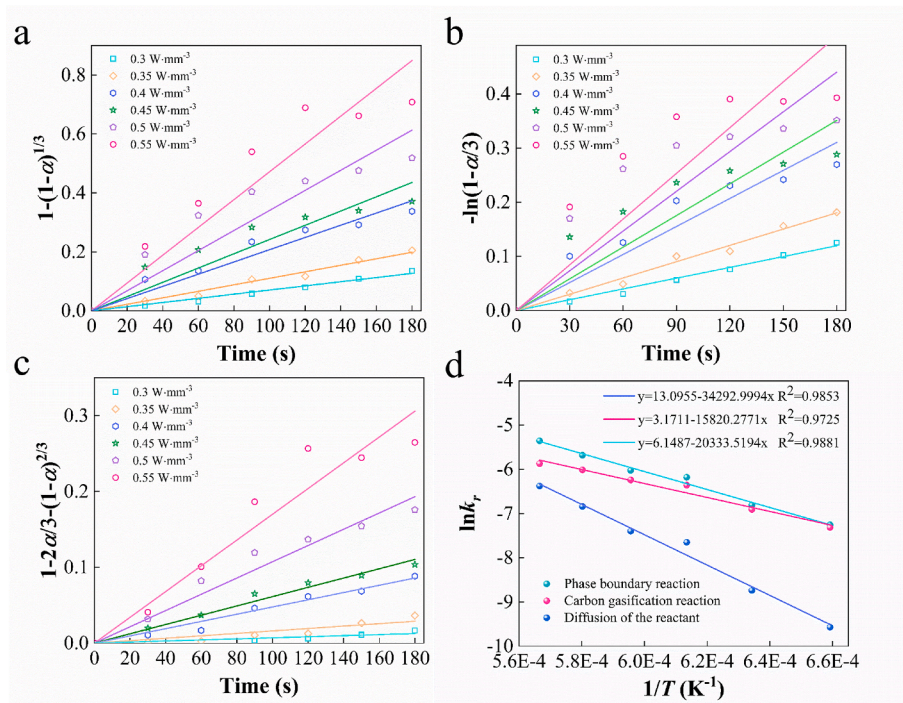 a
0.3 W·mm-3
0.35 W·mm-3
0.4 W·mm-3
0.45 W·mm-3
0.5 W·mm-3
0.55 W·mm-3
0.8
0.6
0.4
0.2
0.0
1-(1-α)1/3
0 20 40 60 80 100 120 140 160 180
Time (s)
b
0.3 W·mm-3
0.35 W·mm-3
0.4 W·mm-3
0.45 W·mm-3
0.5 W·mm-3
0.55 W·mm-3
0.4
0.3
0.2
0.1
0.0
-ln(1-α/3)
0 30 60 90 120 150 180
Time (s)
c
0.3 W·mm-3
0.35 W·mm-3
0.4 W·mm-3
0.45 W·mm-3
0.5 W·mm-3
0.55 W·mm-3
0.3
0.2
0.1
0.0
1-2α/3-(1-α)2/3
0 20 40 60 80 100 120 140 160 180
Time (s)
d
y=13.0955-34292.9994x R2=0.9853
y=3.1711-15820.2771x R2=0.9725
y=6.1487-20333.5194x R2=0.9881
-4
-5
-6
-7
-8
-9
-10
lnkr
Phase boundary reaction
Carbon gasification reaction
Diffusion of the reactant
5.6E-4 5.8E-4 6.0E-4 6.2E-4 6.4E-4 6.6E-4
1/T (K-1)